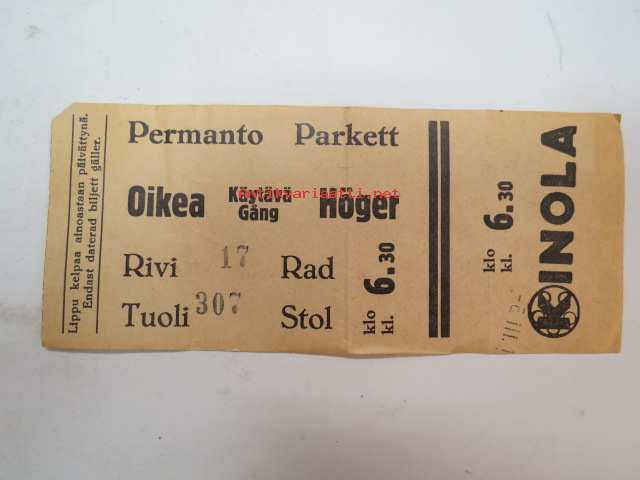 Lippu kelpaa ainoastaan päivättynä.
Endast daterad biljett gäller.
Permanto Parkett
Oikea Käytävä Gång Höger
Rivi 17 Rad
Tuoli 307 Stol
klo kl. 6.30
klo kl. 6.30
KINOLA